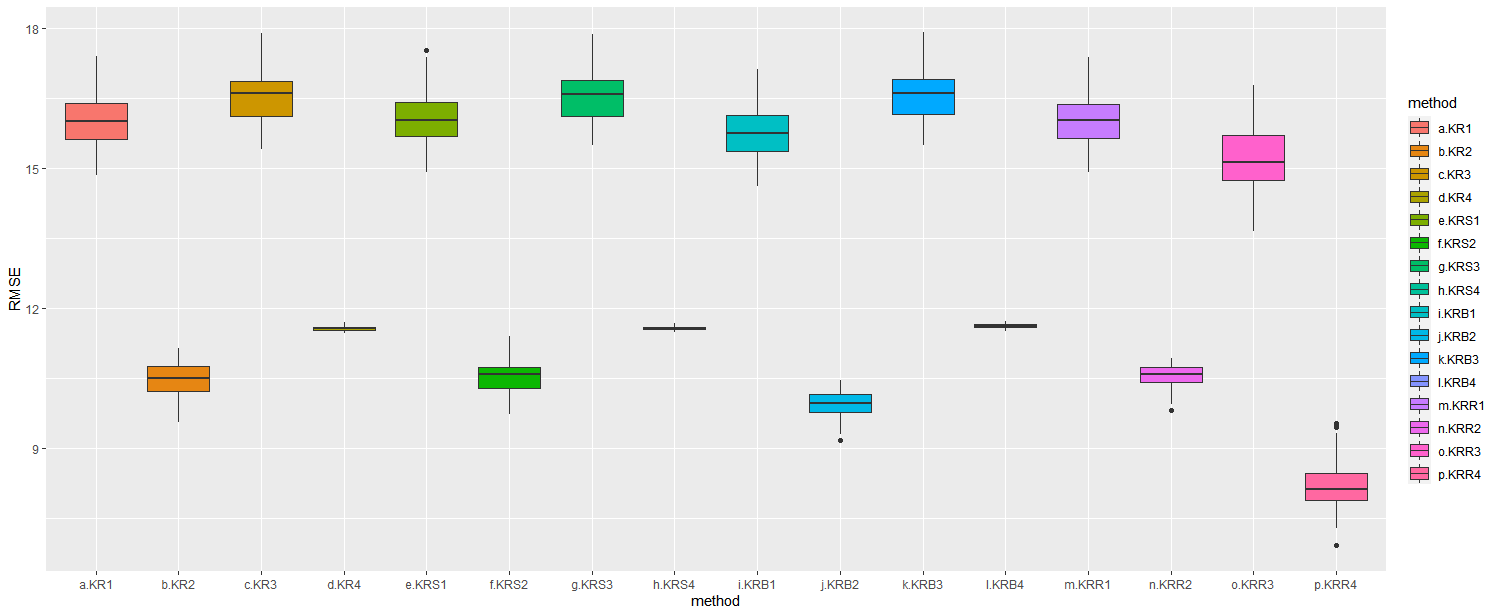 18
15
12
9
RMSE
a.KR1 b.KR2 c.KR3 d.KR4 e.KRS1 f.KRS2 g.KRS3 h.KRS4 i.KRB1 j.KRB2 k.KRB3 l.KRB4 m.KRR1 n.KRR2 o.KRR3 p.KRR4
method
method
a.KR1
b.KR2
c.KR3
d.KR4
e.KRS1
f.KRS2
g.KRS3
h.KRS4
i.KRB1
j.KRB2
k.KRB3
l.KRB4
m.KRR1
n.KRR2
o.KRR3
p.KRR4